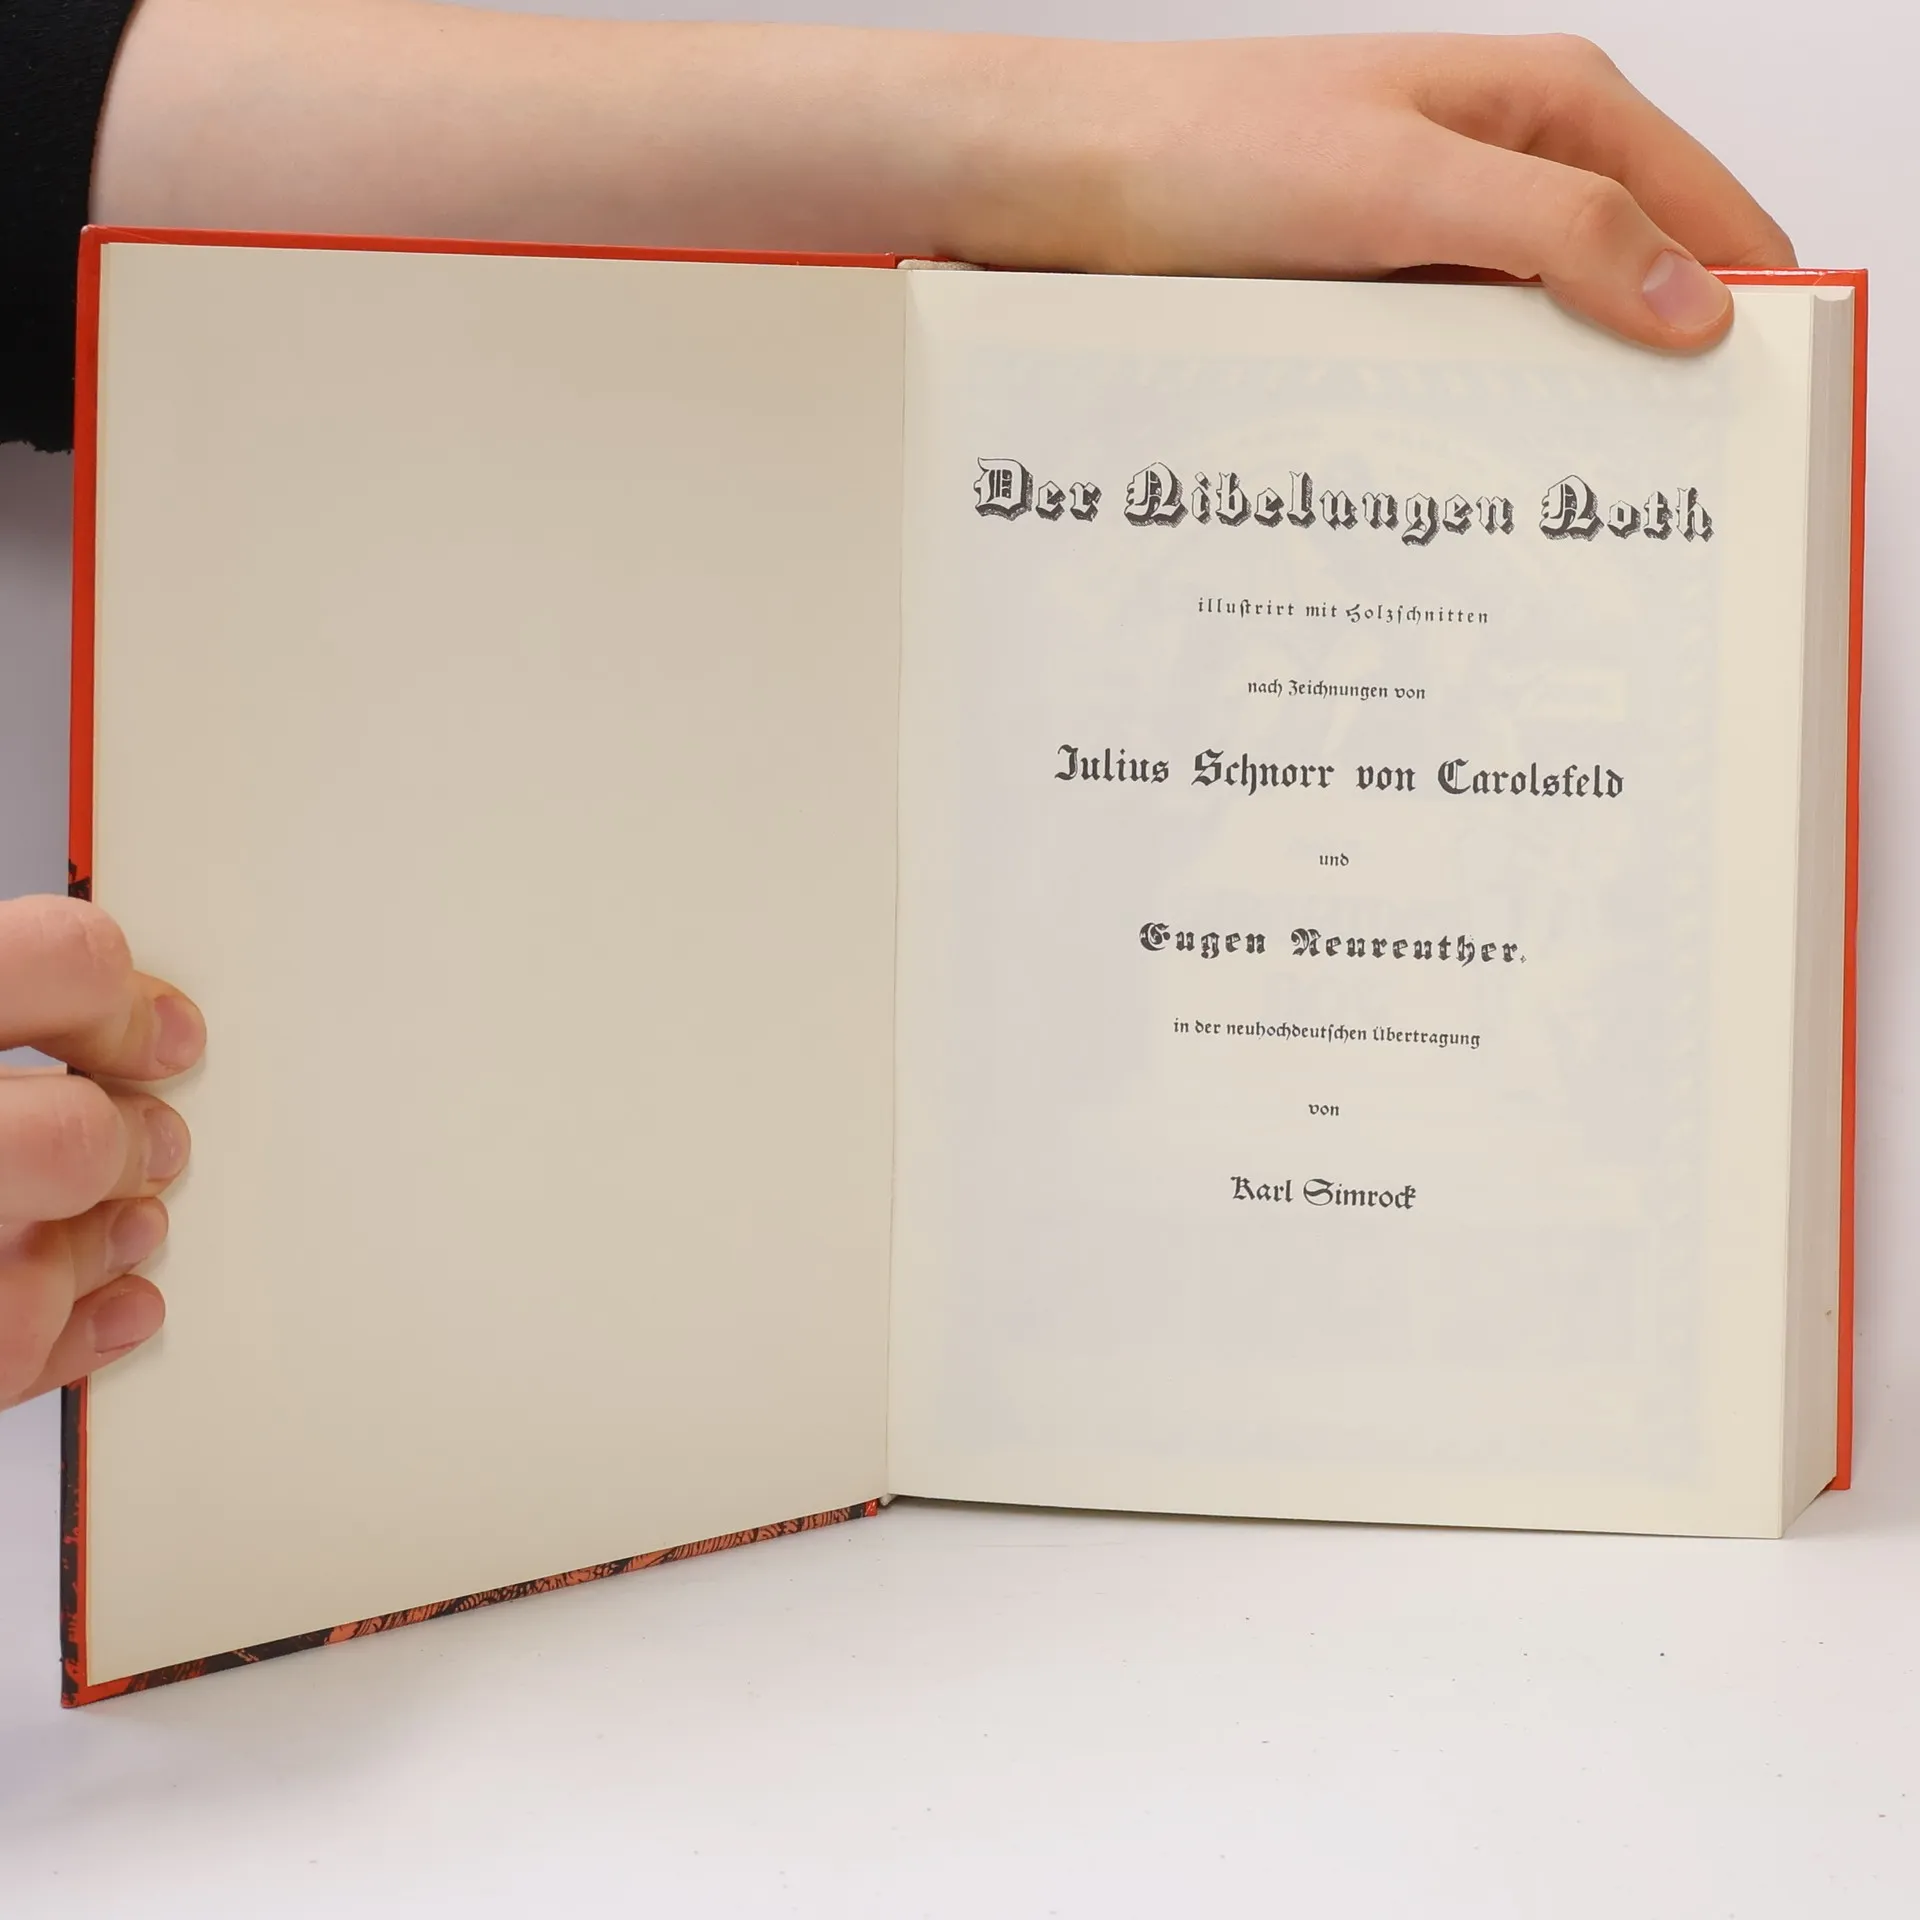 Der Nibelungen Noth
illuſtrirt mit Holzſchnitten
nach Zeichnungen von
Julius Schnorr von Carolsfeld
und
Eugen Neureuther.
in der neuhochdeutſchen Übertragung
von
Karl Simrock